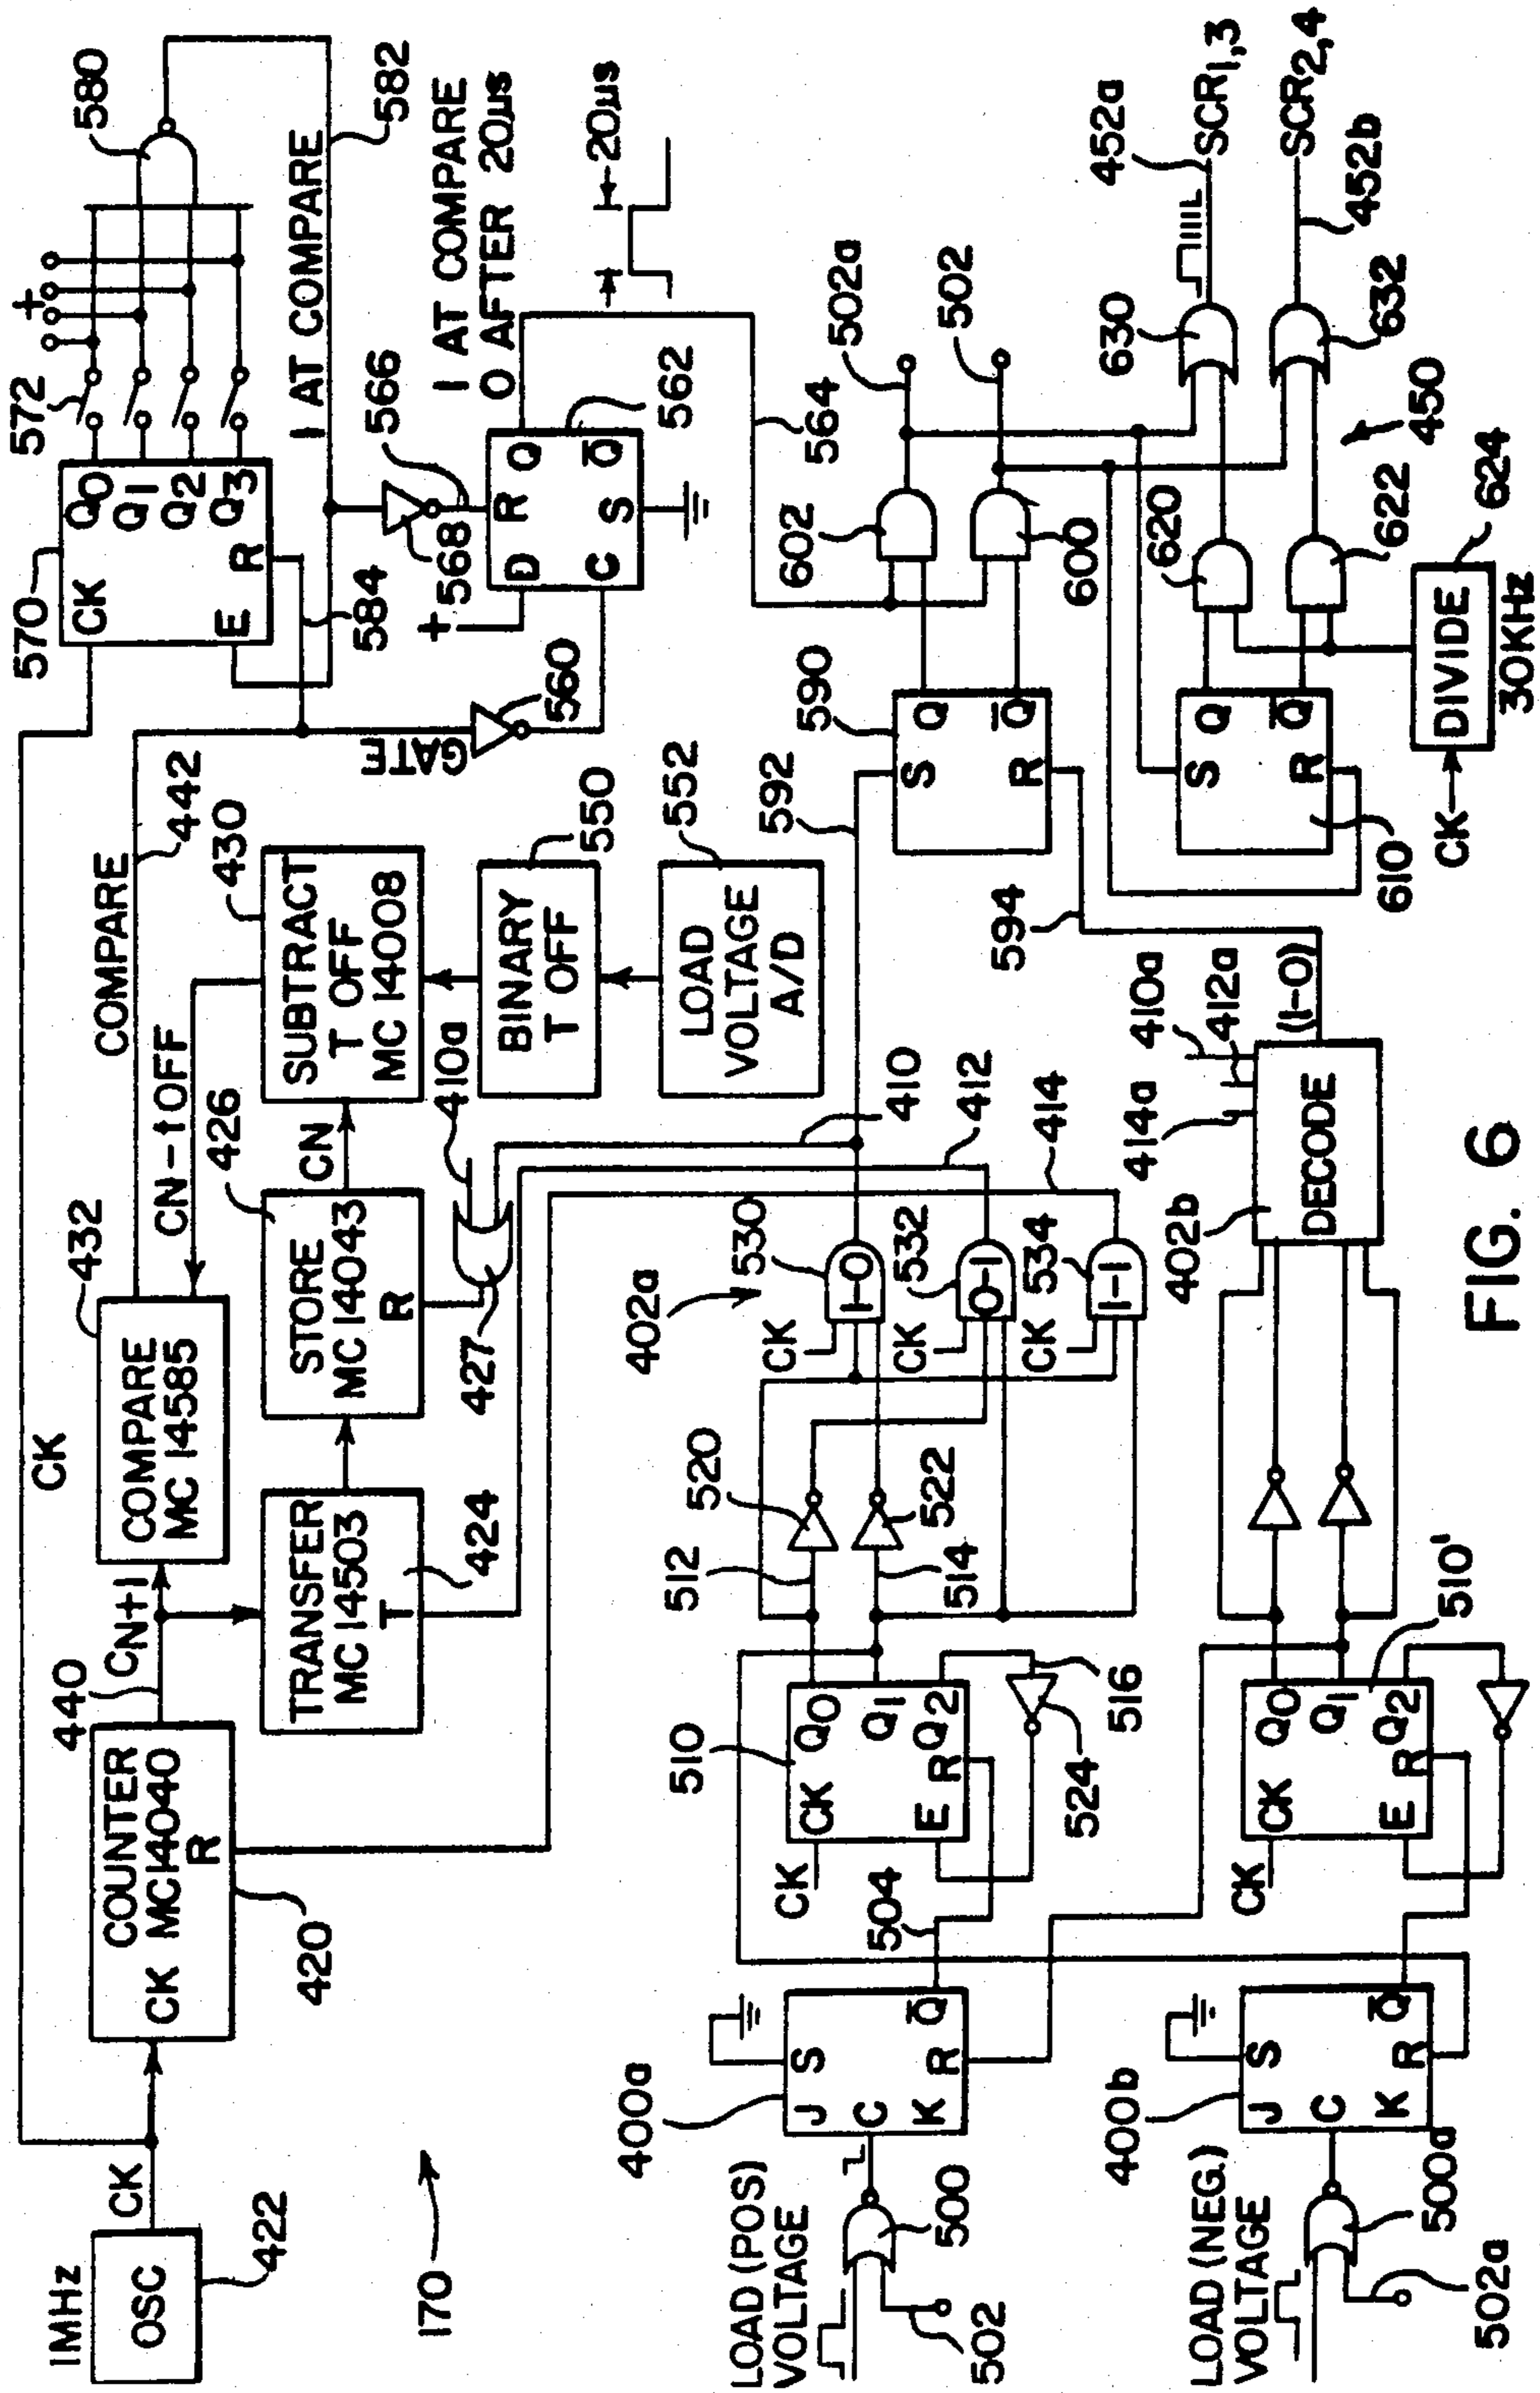 1MHz
OSC
422
CK
170
COUNTER
CK MC14040
R
420
440
CN+1
CK
432
COMPARE
MC 14585
TRANSFER
MC 14503
T
424
STORE
MC 14043
R
426
427
CN
CN-tOFF
COMPARE
442
430
SUBTRACT
T OFF
MC 14008
410a
BINARY
T OFF
550
LOAD
VOLTAGE
A/D
552
GATE
560
570
CK
E
R
Q0
Q1
Q2
Q3
572
+
580
582
584
1 AT COMPARE
566
568
+
D
R
Q
C
S
Q̅
562
1 AT COMPARE
0 AFTER 20µs
20µs
564
LOAD (POS)
VOLTAGE
502
500
400a
J
S
C
K
R
Q̅
504
510
CK
CK
E
R
Q0
Q1
Q2
516
524
512
514
520
522
402a
CK
1-0
530
CK
0-1
532
CK
1-1
534
410
412
414
592
590
S
Q
R
Q̅
594
602
600
502a
502
LOAD (NEG.)
VOLTAGE
502a
500a
400b
J
S
C
K
R
Q̅
510'
CK
CK
E
R
Q0
Q1
Q2
402b
DECODE
414a
412a
410a
(1-0)
610
S
Q
R
Q̅
620
622
CK
DIVIDE
30KHz
624
450
630
632
452a
SCR1,3
SCR2,4
452b
FIG. 6